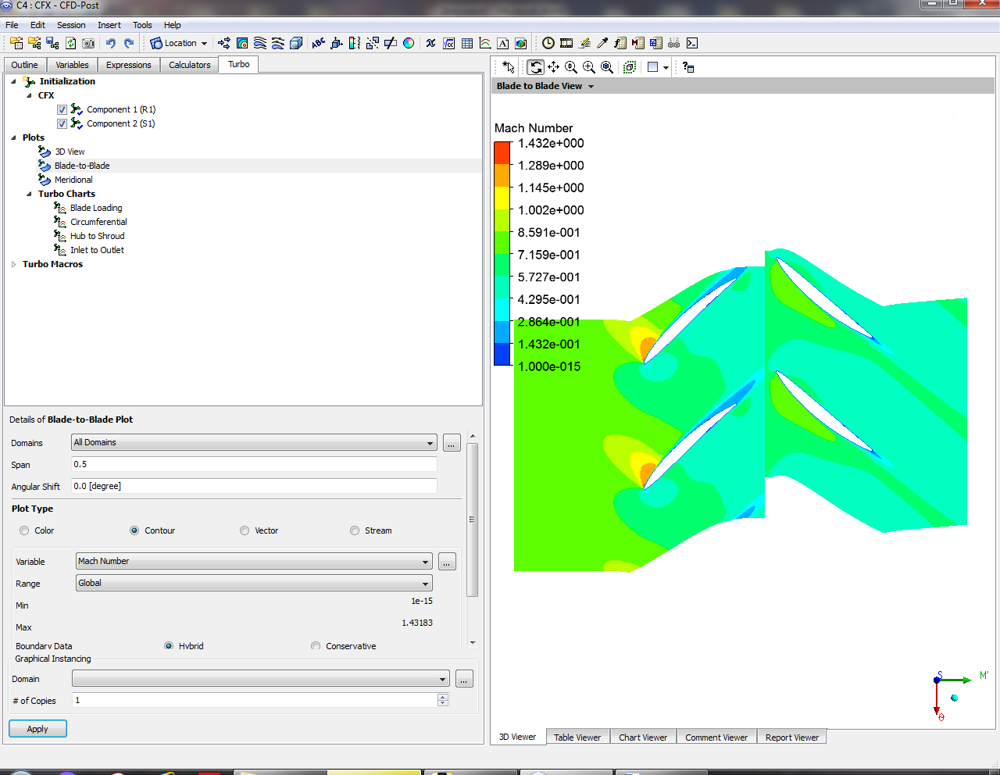 C4 : CFX - CFD-Post
File Edit Session Insert Tools Help
Location
Outline Variables Expressions Calculators Turbo
Initialization
CFX
Component 1 (R1)
Component 2 (S1)
Plots
3D View
Blade-to-Blade
Meridional
Turbo Charts
Blade Loading
Circumferential
Hub to Shroud
Inlet to Outlet
Turbo Macros
Details of Blade-to-Blade Plot
Domains All Domains ...
Span 0.5
Angular Shift 0.0 [degree]
Plot Type
Color Contour Vector Stream
Variable Mach Number ...
Range Global
Min 1e-15
Max 1.43183
Boundary Data Hybrid Conservative
Graphical Instancing
Domain ...
# of Copies 1
Apply
Blade to Blade View
Mach Number
1.432e+000
1.289e+000
1.145e+000
1.002e+000
8.591e-001
7.159e-001
5.727e-001
4.295e-001
2.864e-001
1.432e-001
1.000e-015
S M'
θ
3D Viewer Table Viewer Chart Viewer Comment Viewer Report Viewer